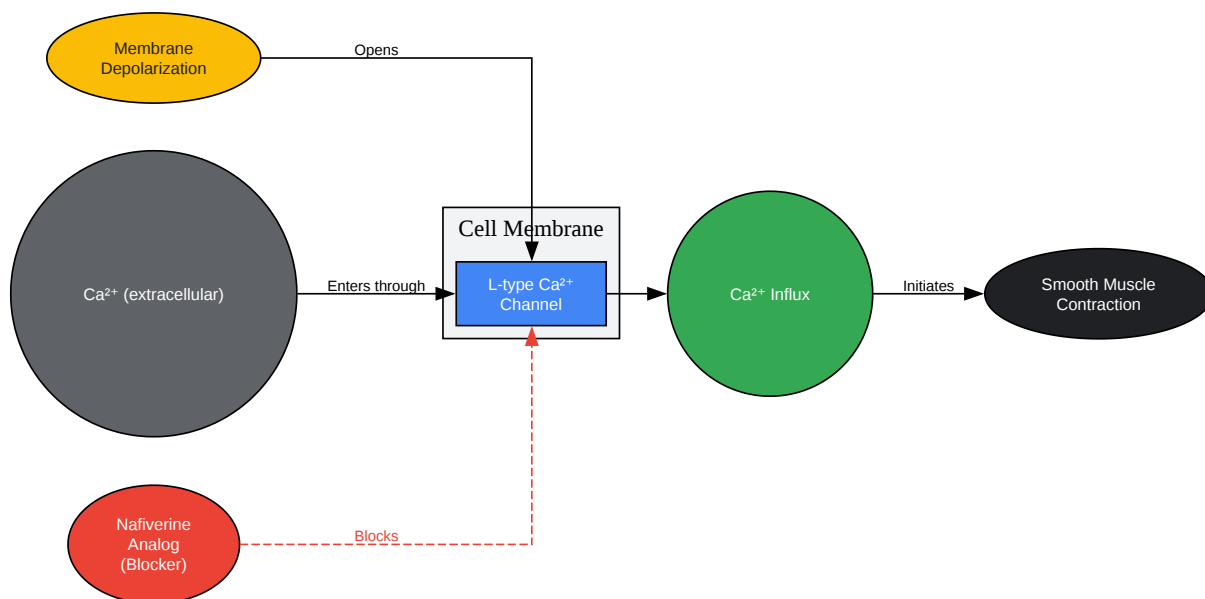 Membrane
Depolarization
Opens
Cell Membrane
Ca²⁺ (extracellular)
Enters through
L-type Ca²⁺
Channel
Ca²⁺ Influx
Initiates
Smooth Muscle
Contraction
Nafiverine
Analog
(Blocker)
Blocks